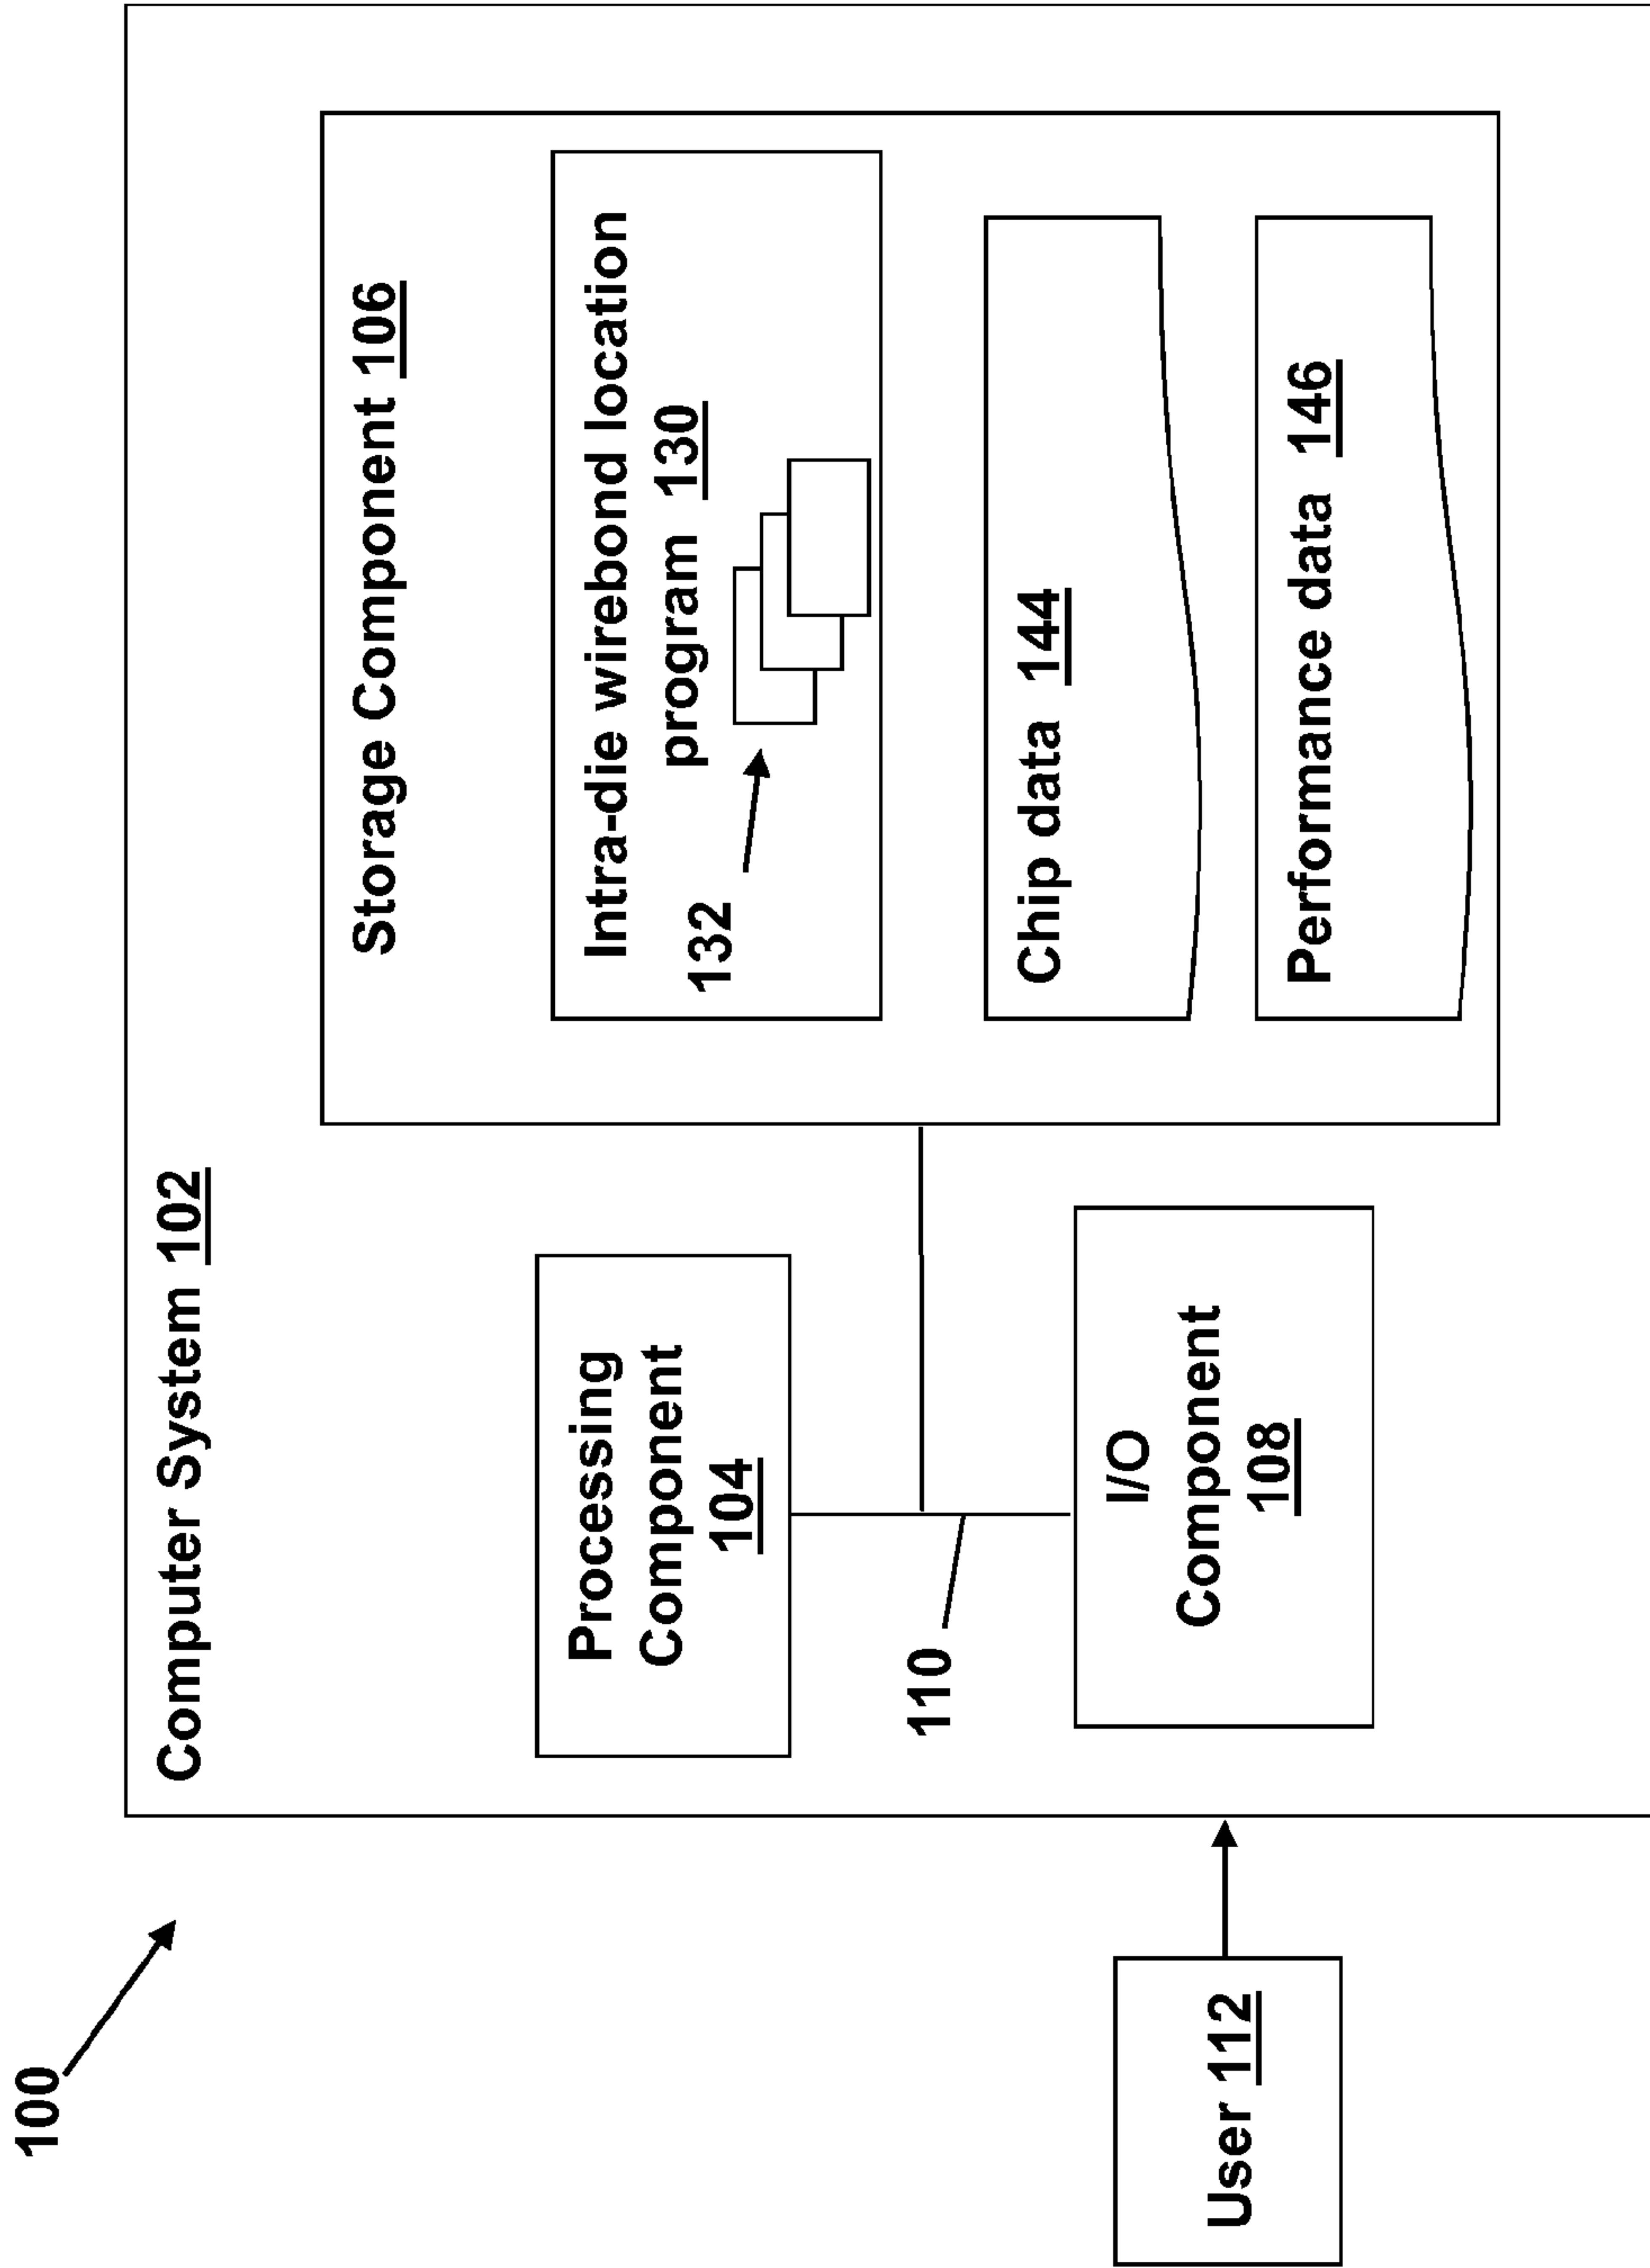 100
Computer System 102
Storage Component 106
Processing
Component
104
Intra-die wirebond location
program 130
132
110
I/O
Component
108
Chip data 144
Performance data 146
User 112